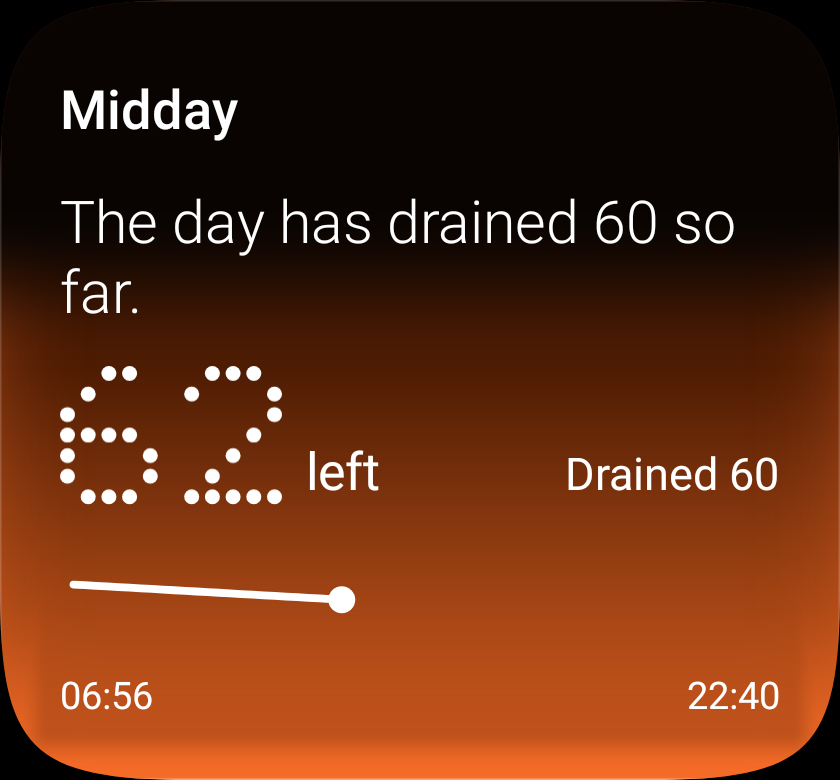 Midday
The day has drained 60 so
far.
62 left
Drained 60
06:56
22:40